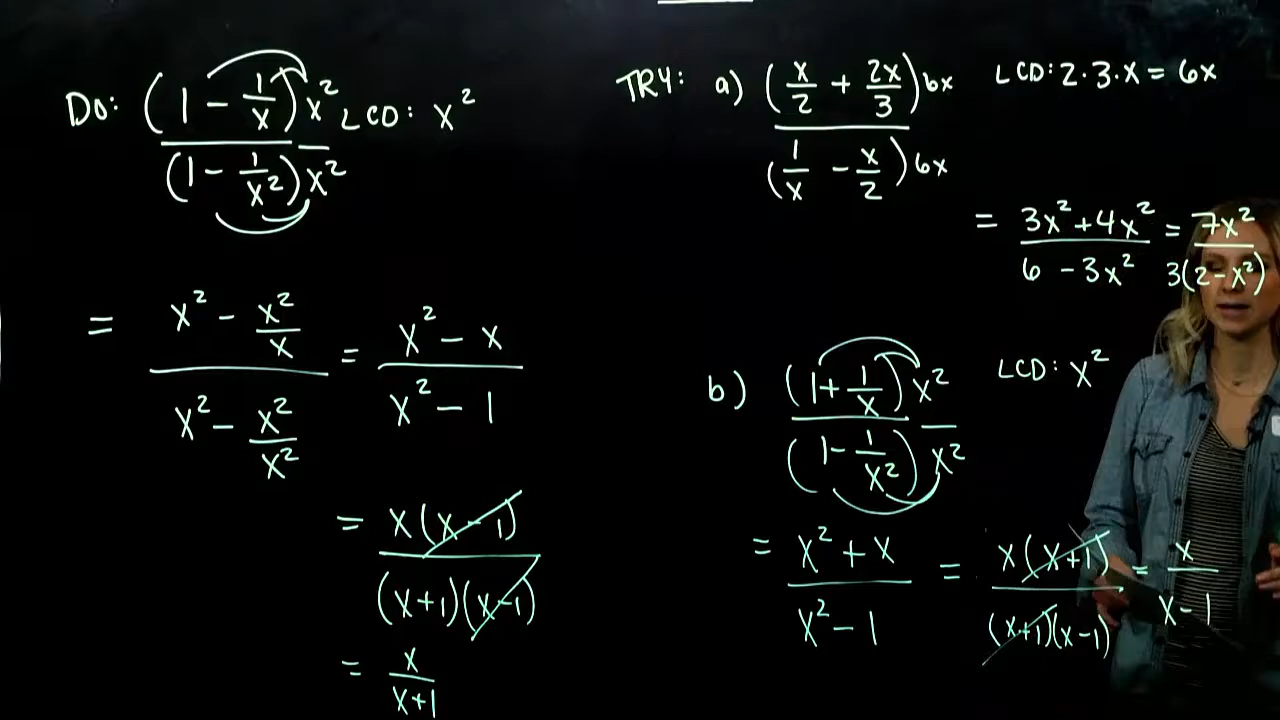 Do: (1 - 1/x) x² / (1 - 1/x²) x² LCD: x²
= (x² - x²/x) / (x² - x²/x²) = (x² - x) / (x² - 1)
= x(x-1) / (x+1)(x-1)
= x / (x+1)
TRY: a) (x/2 + 2x/3) 6x / (1/x - x/2) 6x LCD: 2·3·x = 6x
= (3x² + 4x²) / (6 - 3x²) = 7x² / 3(2-x²)
b) (1 + 1/x) x² / (1 - 1/x²) x² LCD: x²
= (x² + x) / (x² - 1) = x(x+1) / (x+1)(x-1) = x / (x-1)